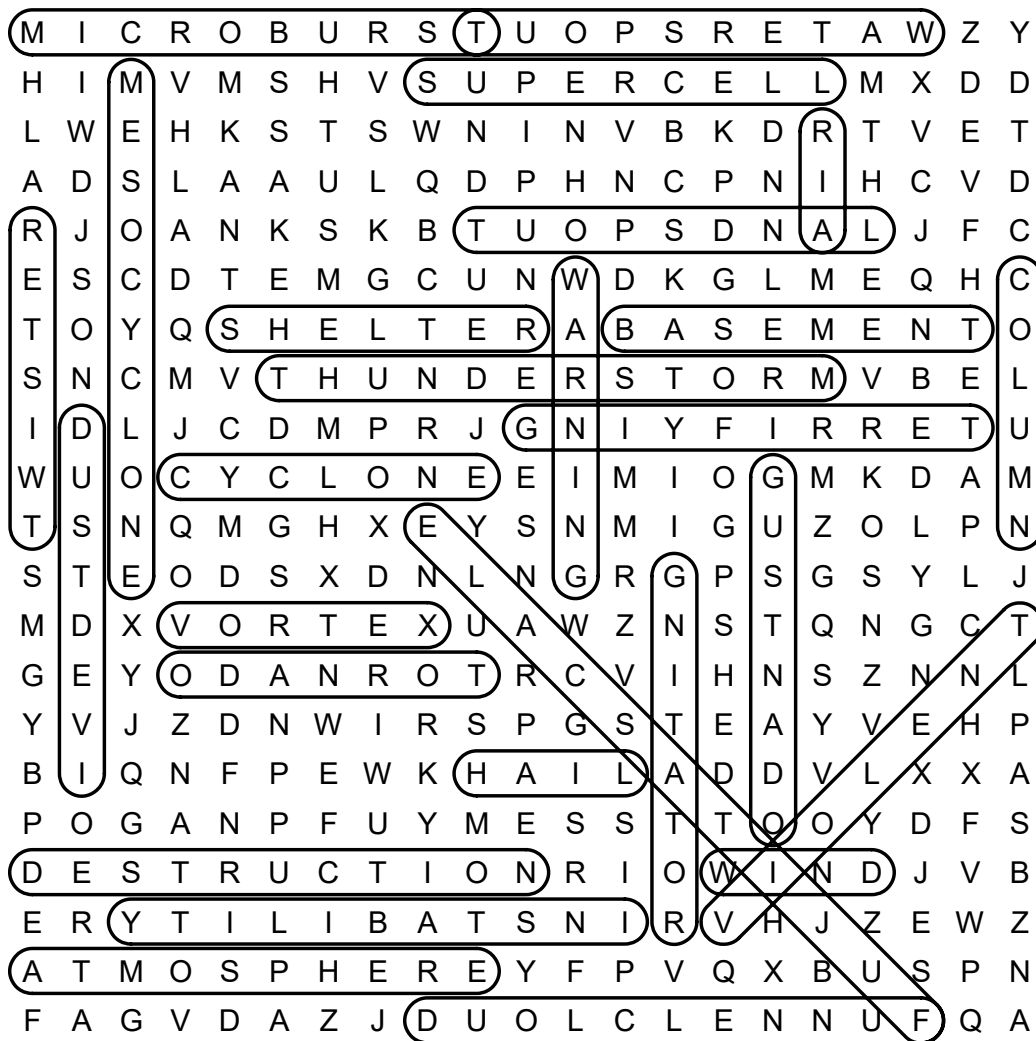 M I C R O B U R S T U O P S R E T A W Z Y
H I M V M S H V S U P E R C E L L M X D D
L W E H K S T S W N I N V B K D R T V E T
A D S L A A U L Q D P H N C P N I H C V D
R J O A N K S K B T U O P S D N A L J F C
E S C D T E M G C U N W D K G L M E Q H C
T O Y Q S H E L T E R A B A S E M E N T O
S N C M V T H U N D E R S T O R M V B E L
I D L J C D M P R J G N I Y F I R R E T U
W U O C Y C L O N E E I M I O G M K D A M
T S N Q M G H X E Y S N M I G U Z O L P N
S T E O D S X D N L N G R G P S G S Y L J
M D X V O R T E X U A W Z N S T Q N G C T
G E Y O D A N R O T R C V I H N S Z N N L
Y V J Z D N W I R S P G S T E A Y V E H P
B I Q N F P E W K H A I L A D D V L X X A
P O G A N P F U Y M E S S T T O O Y D F S
D E S T R U C T I O N R I O W I N D J V B
E R Y T I L I B A T S N I R V H J Z E W Z
A T M O S P H E R E Y F P V Q X B U S P N
F A G V D A Z J D U O L C L E N N U F Q A